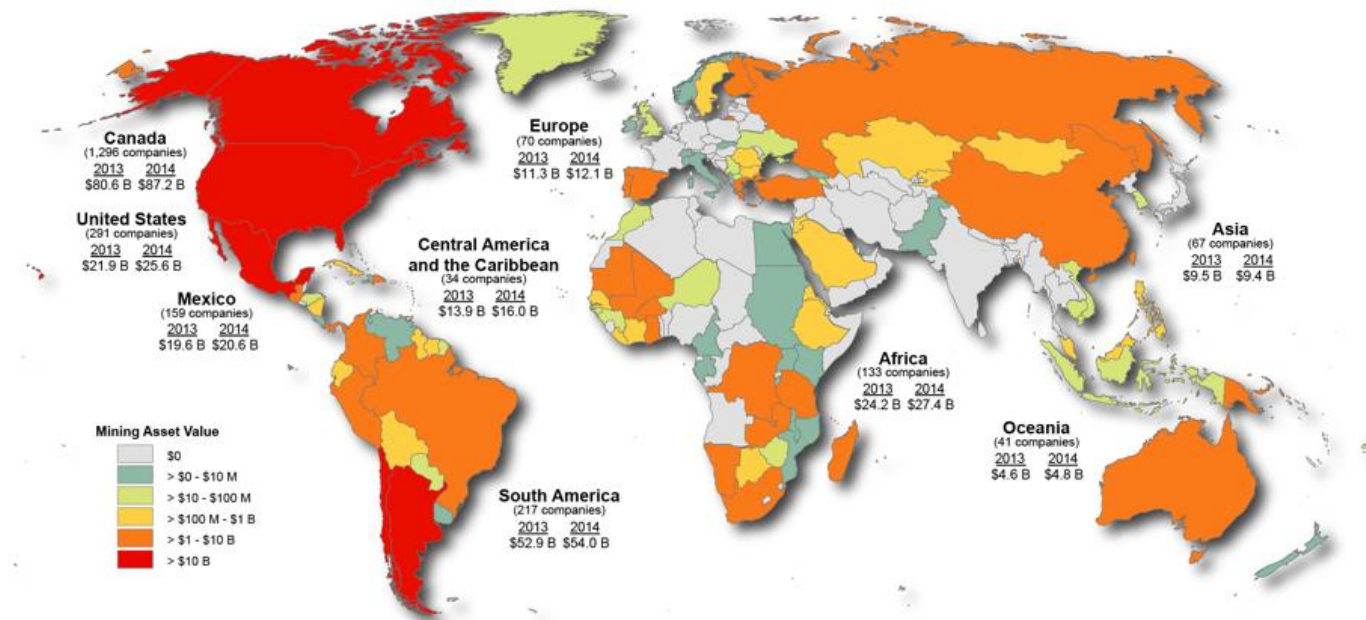 Canada
(1,296 companies)
2013 2014
$80.6 B $87.2 B
United States
(291 companies)
2013 2014
$21.9 B $25.6 B
Mexico
(159 companies)
2013 2014
$19.6 B $20.6 B
Europe
(70 companies)
2013 2014
$11.3 B $12.1 B
Central America
and the Caribbean
(34 companies)
2013 2014
$13.9 B $16.0 B
Asia
(67 companies)
2013 2014
$9.5 B $9.4 B
Africa
(133 companies)
2013 2014
$24.2 B $27.4 B
Oceania
(41 companies)
2013 2014
$4.6 B $4.8 B
South America
(217 companies)
2013 2014
$52.9 B $54.0 B
Mining Asset Value
$0
> $0 - $10 M
> $10 - $100 M
> $100 M - $1 B
> $1 - $10 B
> $10 B